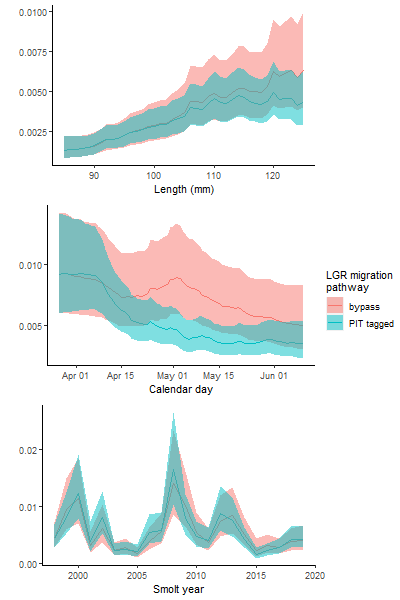 0.0100
0.0075
0.0050
0.0025
90 100 110 120
Length (mm)
0.010
0.005
Apr 01 Apr 15 May 01 May 15 Jun 01
Calendar day
LGR migration
pathway
bypass
PIT tagged
0.02
0.01
0.00
2000 2005 2010 2015 2020
Smolt year